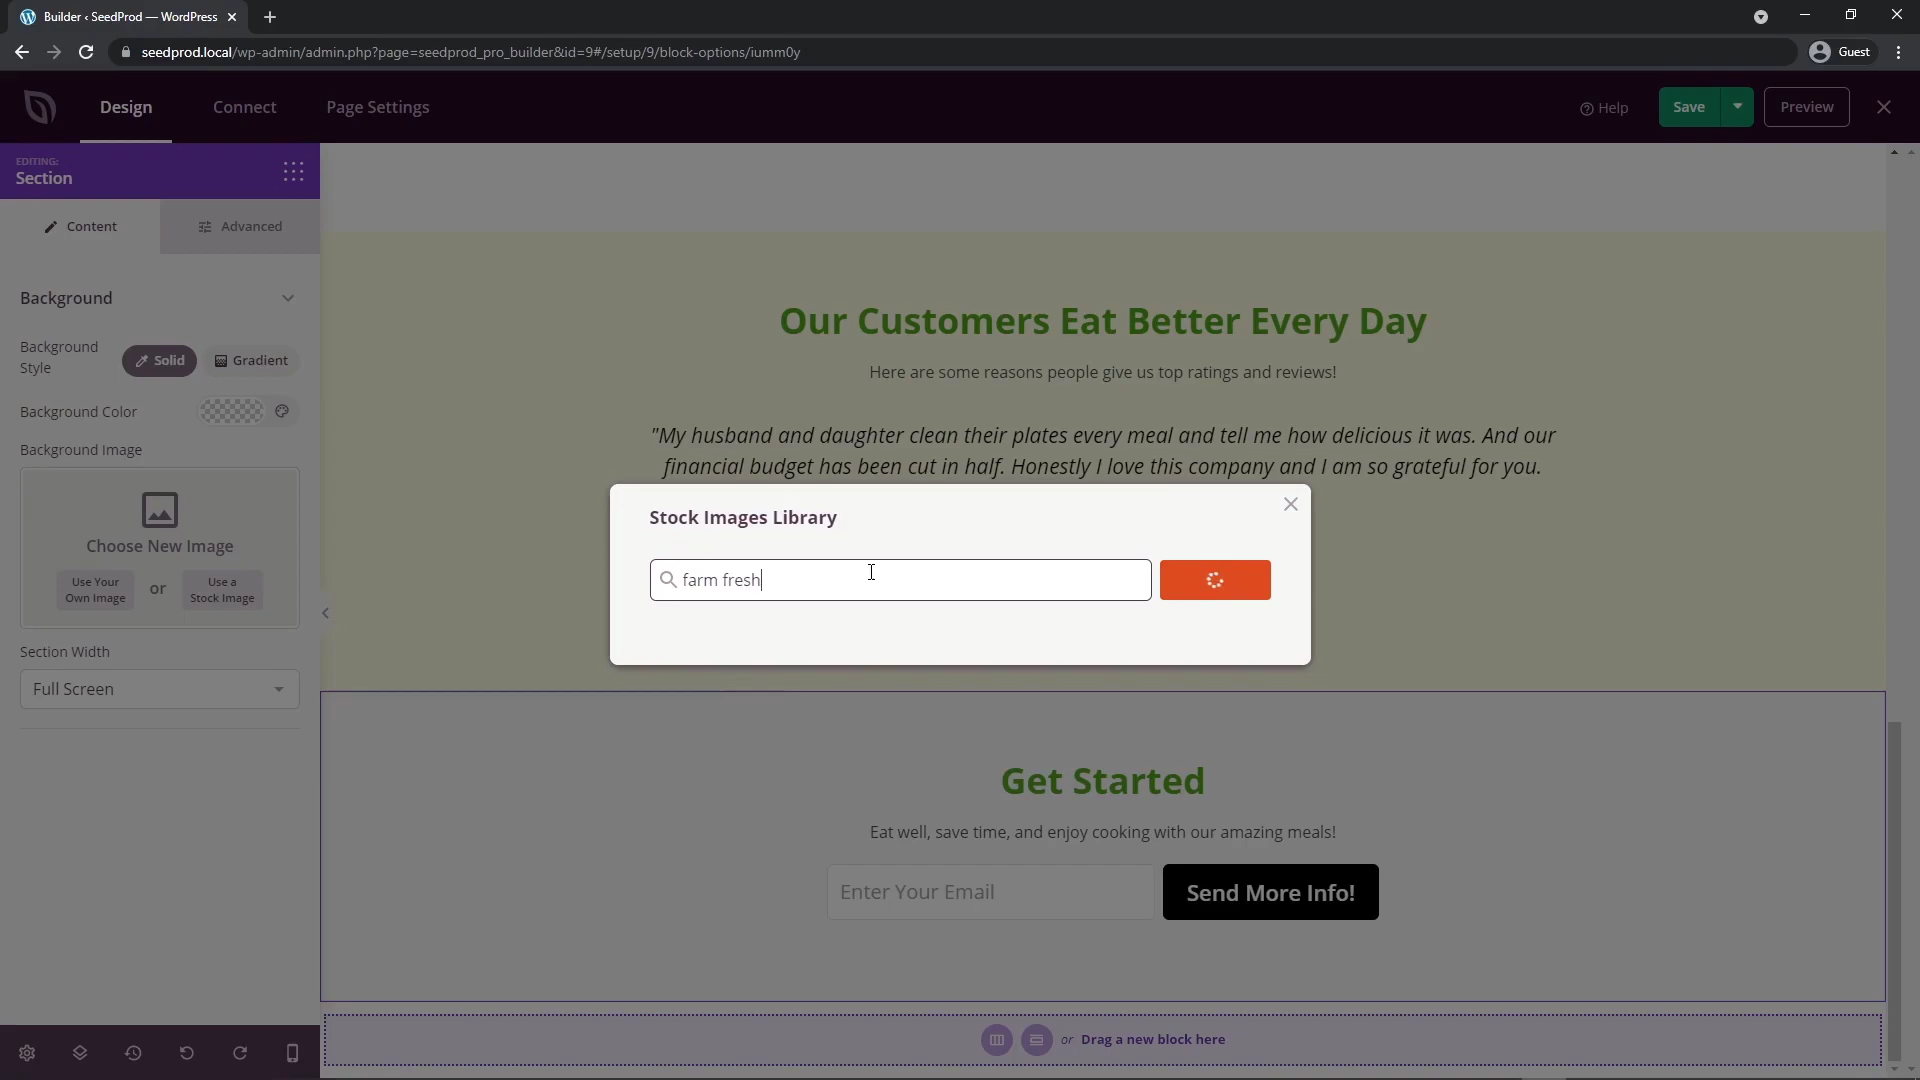 Builder ‹ SeedProd — WordPress
seedprod.local/wp-admin/admin.php?page=seedprod_pro_builder&id=9#/setup/9/block-options/iumm0y
Guest
Design
Connect
Page Settings
Help
Save
Preview
EDITING:
Section
Content
Advanced
Background
Background
Style
Solid
Gradient
Background Color
Background Image
Choose New Image
Use Your
Own Image
or
Use a
Stock Image
Section Width
Full Screen
Our Customers Eat Better Every Day
Here are some reasons people give us top ratings and reviews!
"My husband and daughter clean their plates every meal and tell me how delicious it was. And our
financial budget has been cut in half. Honestly I love this company and I am so grateful for you.
Stock Images Library
farm fresh
Get Started
Eat well, save time, and enjoy cooking with our amazing meals!
Enter Your Email
Send More Info!
or Drag a new block here